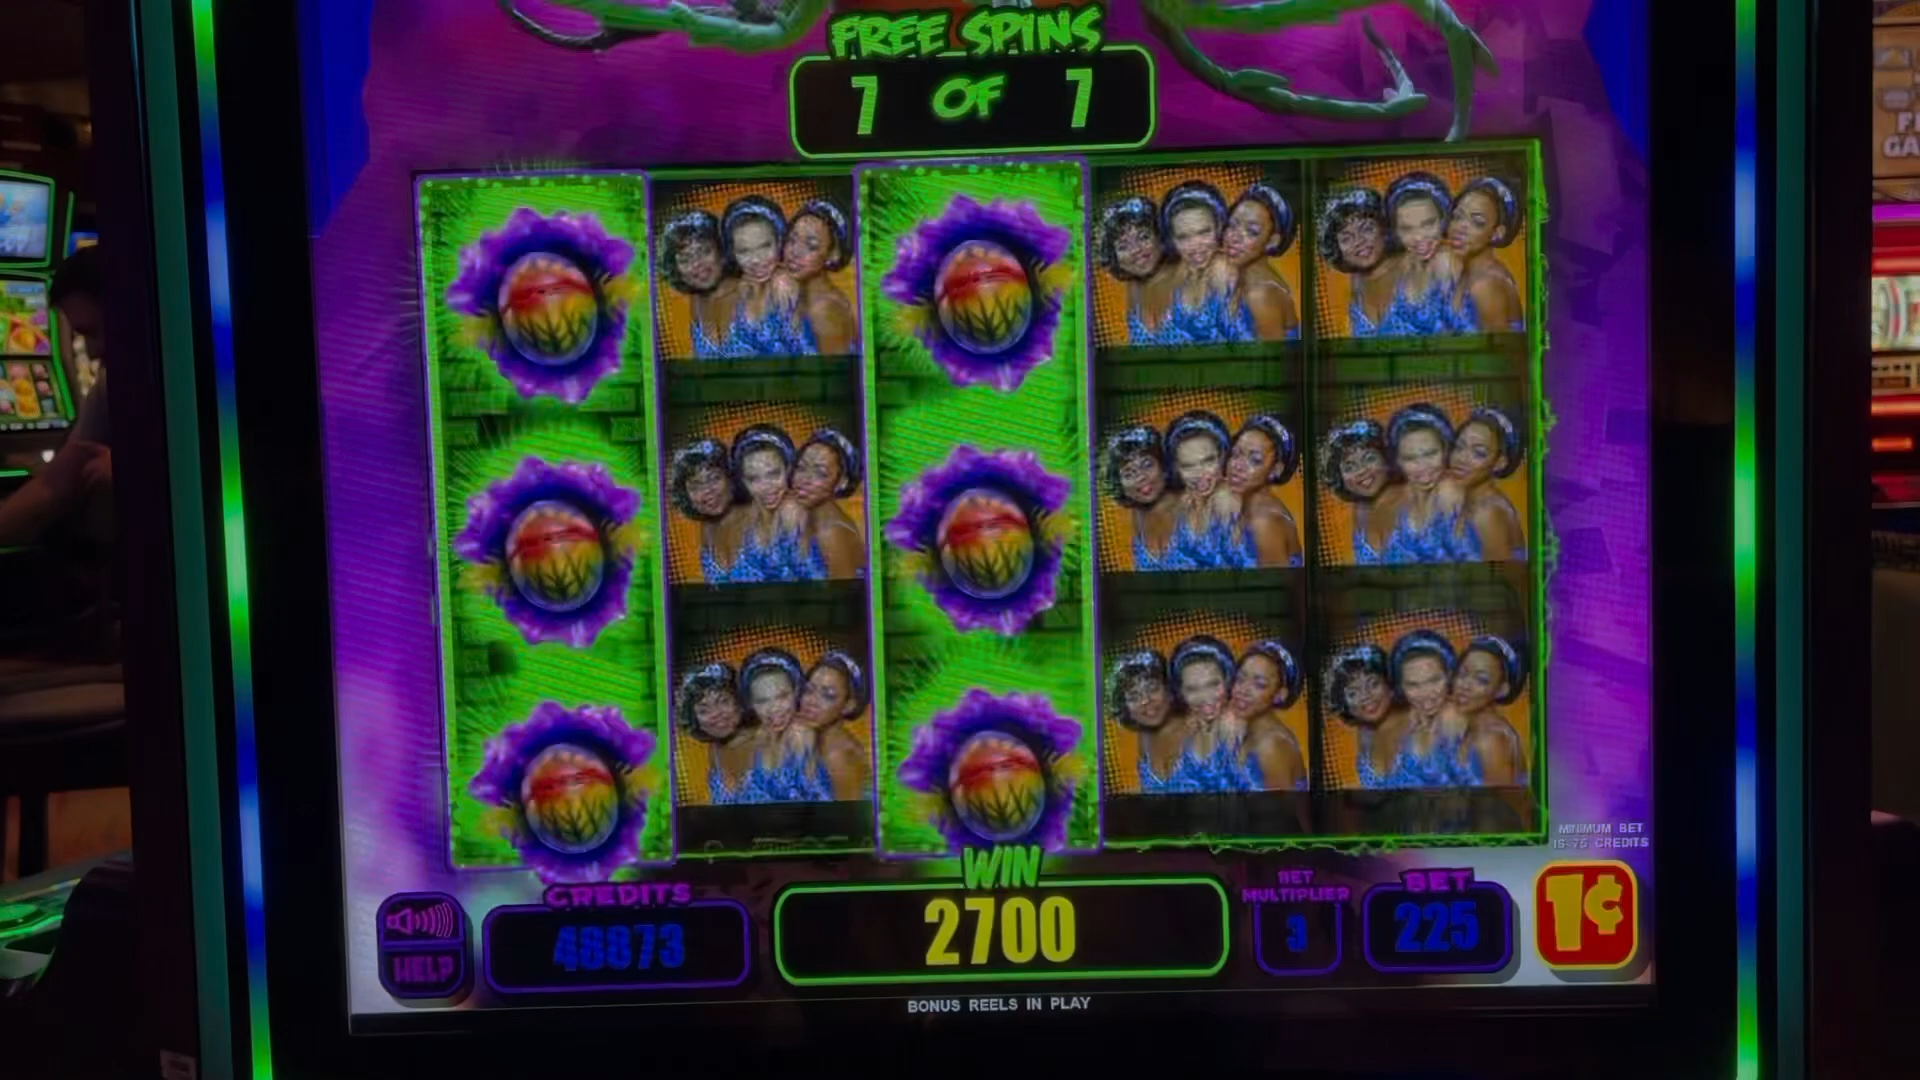 FREE SPINS
7 OF 7
MINIMUM BET
IS 75 CREDITS
WIN
CREDITS
BET
MULTIPLIER
BET
48873
2700
3
225
1¢
HELP
BONUS REELS IN PLAY